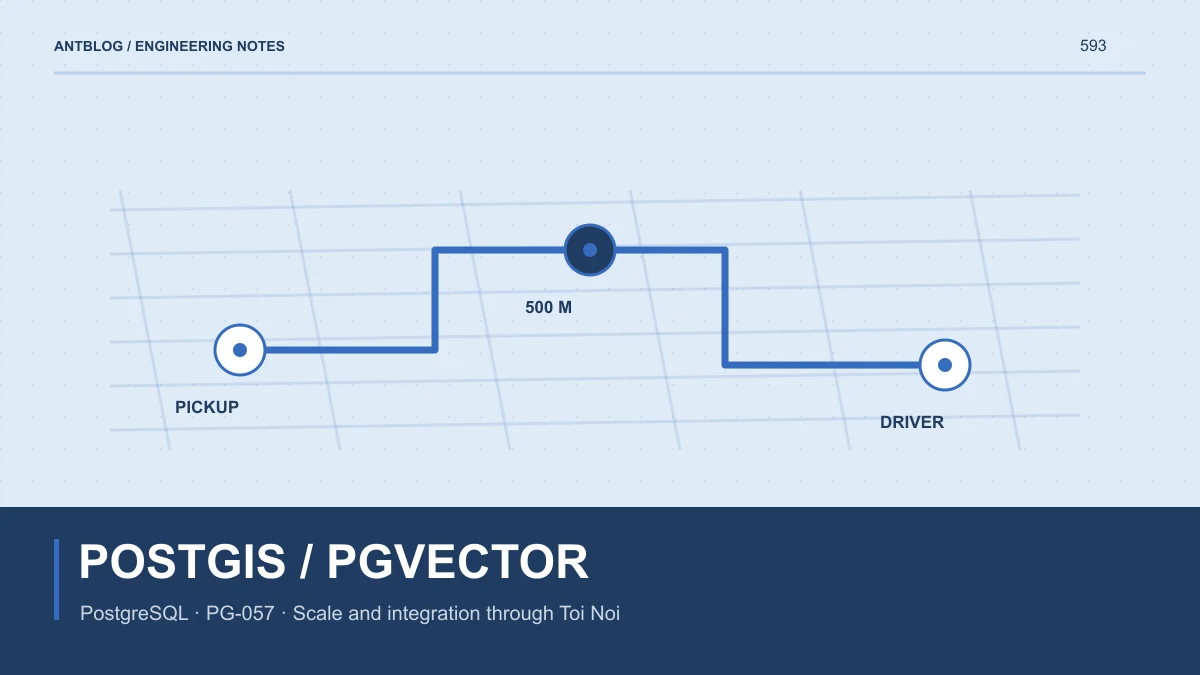 ANTBLOG / ENGINEERING NOTES
593
500 M
PICKUP
DRIVER
POSTGIS / PGVECTOR
PostgreSQL · PG-057 · Scale and integration through Toi Noi